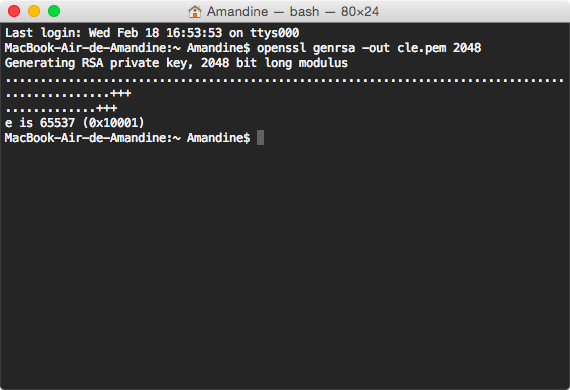 Amandine — bash — 80×24
Last login: Wed Feb 18 16:53:53 on ttys000
MacBook-Air-de-Amandine:~ Amandine$ openssl genrsa -out cle.pem 2048
Generating RSA private key, 2048 bit long modulus
................................................................................
...............+++
.............+++
e is 65537 (0x10001)
MacBook-Air-de-Amandine:~ Amandine$